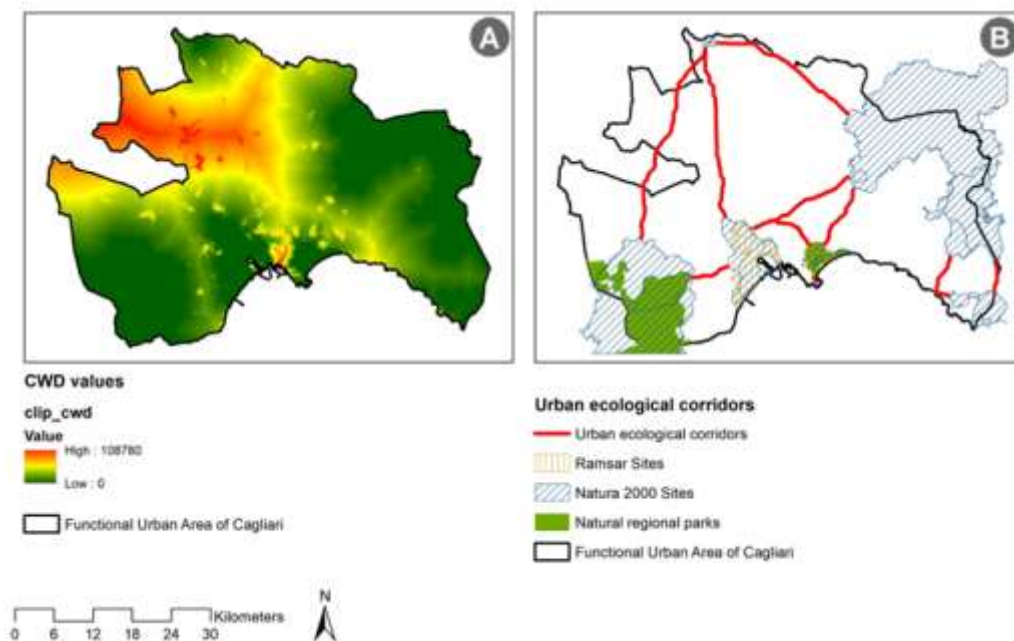 A
B
CWD values
clip_cwd
Value
High : 108780
Low : 0
Functional Urban Area of Cagliari
Urban ecological corridors
Urban ecological corridors
Ramsar Sites
Natura 2000 Sites
Natural regional parks
Functional Urban Area of Cagliari
Kilometers
0 6 12 18 24 30
N